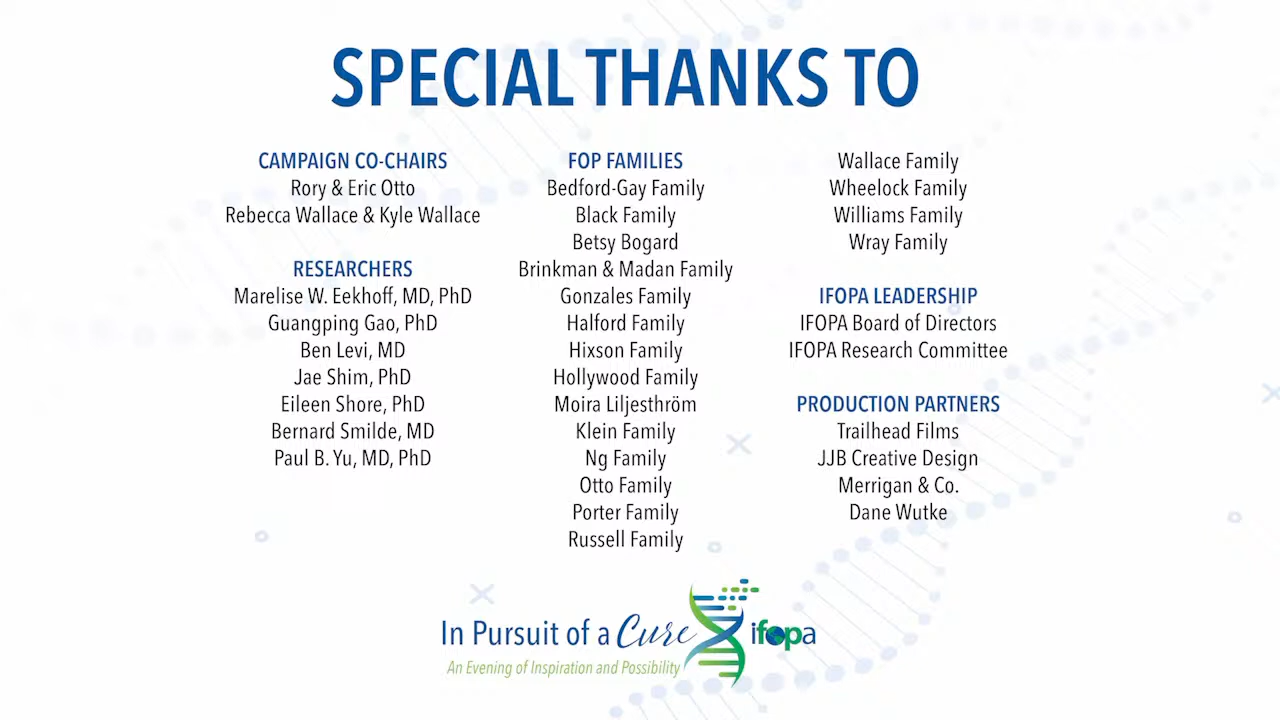 SPECIAL THANKS TO
CAMPAIGN CO-CHAIRS
Rory & Eric Otto
Rebecca Wallace & Kyle Wallace
RESEARCHERS
Marelise W. Eekhoff, MD, PhD
Guangping Gao, PhD
Ben Levi, MD
Jae Shim, PhD
Eileen Shore, PhD
Bernard Smilde, MD
Paul B. Yu, MD, PhD
FOP FAMILIES
Bedford-Gay Family
Black Family
Betsy Bogard
Brinkman & Madan Family
Gonzales Family
Halford Family
Hixson Family
Hollywood Family
Moira Liljesthröm
Klein Family
Ng Family
Otto Family
Porter Family
Russell Family
Wallace Family
Wheelock Family
Williams Family
Wray Family
IFOPA LEADERSHIP
IFOPA Board of Directors
IFOPA Research Committee
PRODUCTION PARTNERS
Trailhead Films
JJB Creative Design
Merrigan & Co.
Dane Wutke
In Pursuit of a Cure
An Evening of Inspiration and Possibility
ifopa